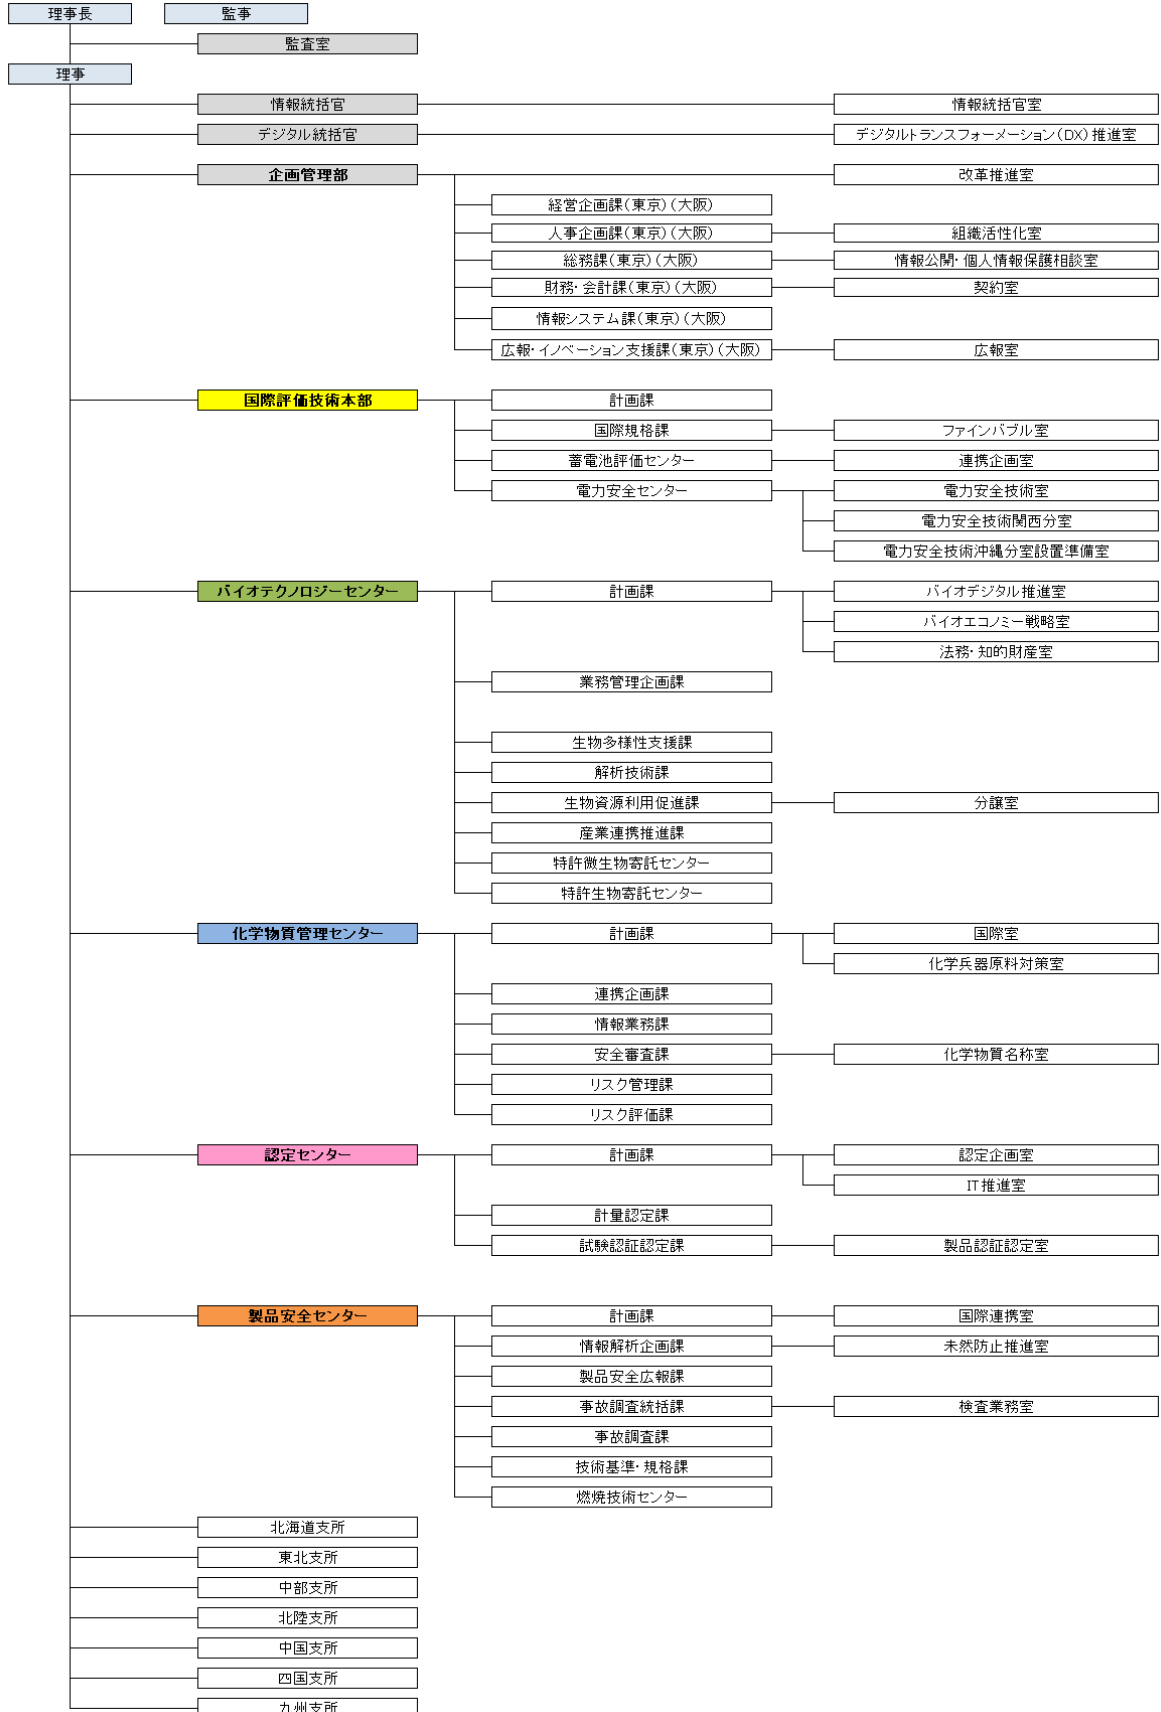 理事長 監事
監査室
理事
情報統括官 情報統括官室
デジタル統括官 デジタルトランスフォーメーション(DX)推進室
企画管理部 改革推進室
経営企画課(東京)(大阪)
人事企画課(東京)(大阪) 組織活性化室
総務課(東京)(大阪) 情報公開・個人情報保護相談室
財務・会計課(東京)(大阪) 契約室
情報システム課(東京)(大阪)
広報・イノベーション支援課(東京)(大阪) 広報室
国際評価技術本部 計画課
国際規格課 ファインバブル室
蓄電池評価センター 連携企画室
電力安全センター 電力安全技術室
電力安全技術関西分室
電力安全技術沖縄分室設置準備室
バイオテクノロジーセンター 計画課 バイオデジタル推進室
バイオエコノミー戦略室
法務・知的財産室
業務管理企画課
生物多様性支援課
解析技術課
生物資源利用促進課 分譲室
産業連携推進課
特許微生物寄託センター
特許生物寄託センター
化学物質管理センター 計画課 国際室
化学兵器原料対策室
連携企画課
情報業務課
安全審査課 化学物質名称室
リスク管理課
リスク評価課
認定センター 計画課 認定企画室
IT推進室
計量認定課
試験認証認定課 製品認証認定室
製品安全センター 計画課 国際連携室
情報解析企画課 未然防止推進室
製品安全広報課
事故調査統括課 検査業務室
事故調査課
技術基準・規格課
燃焼技術センター
北海道支所
東北支所
中部支所
北陸支所
中国支所
四国支所
九州支所